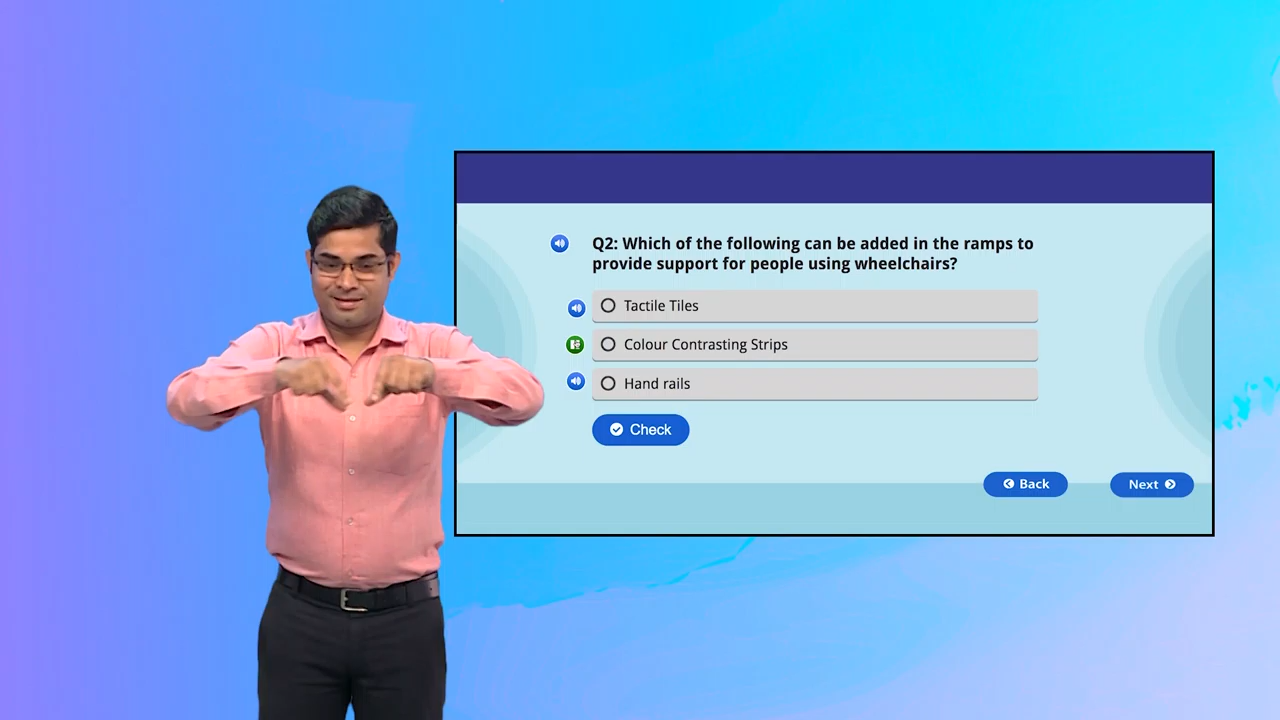 Q2: Which of the following can be added in the ramps to
provide support for people using wheelchairs?
Tactile Tiles
Colour Contrasting Strips
Hand rails
Check
Back
Next